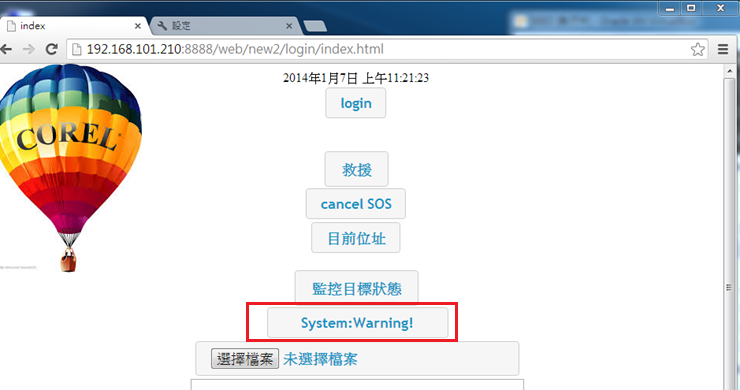 index
設定
192.168.101.210:8888/web/new2/login/index.html
2014年1月7日 上午11:21:23
login
COREL
救援
cancel SOS
目前位址
監控目標狀態
System:Warning!
選擇檔案 未選擇檔案